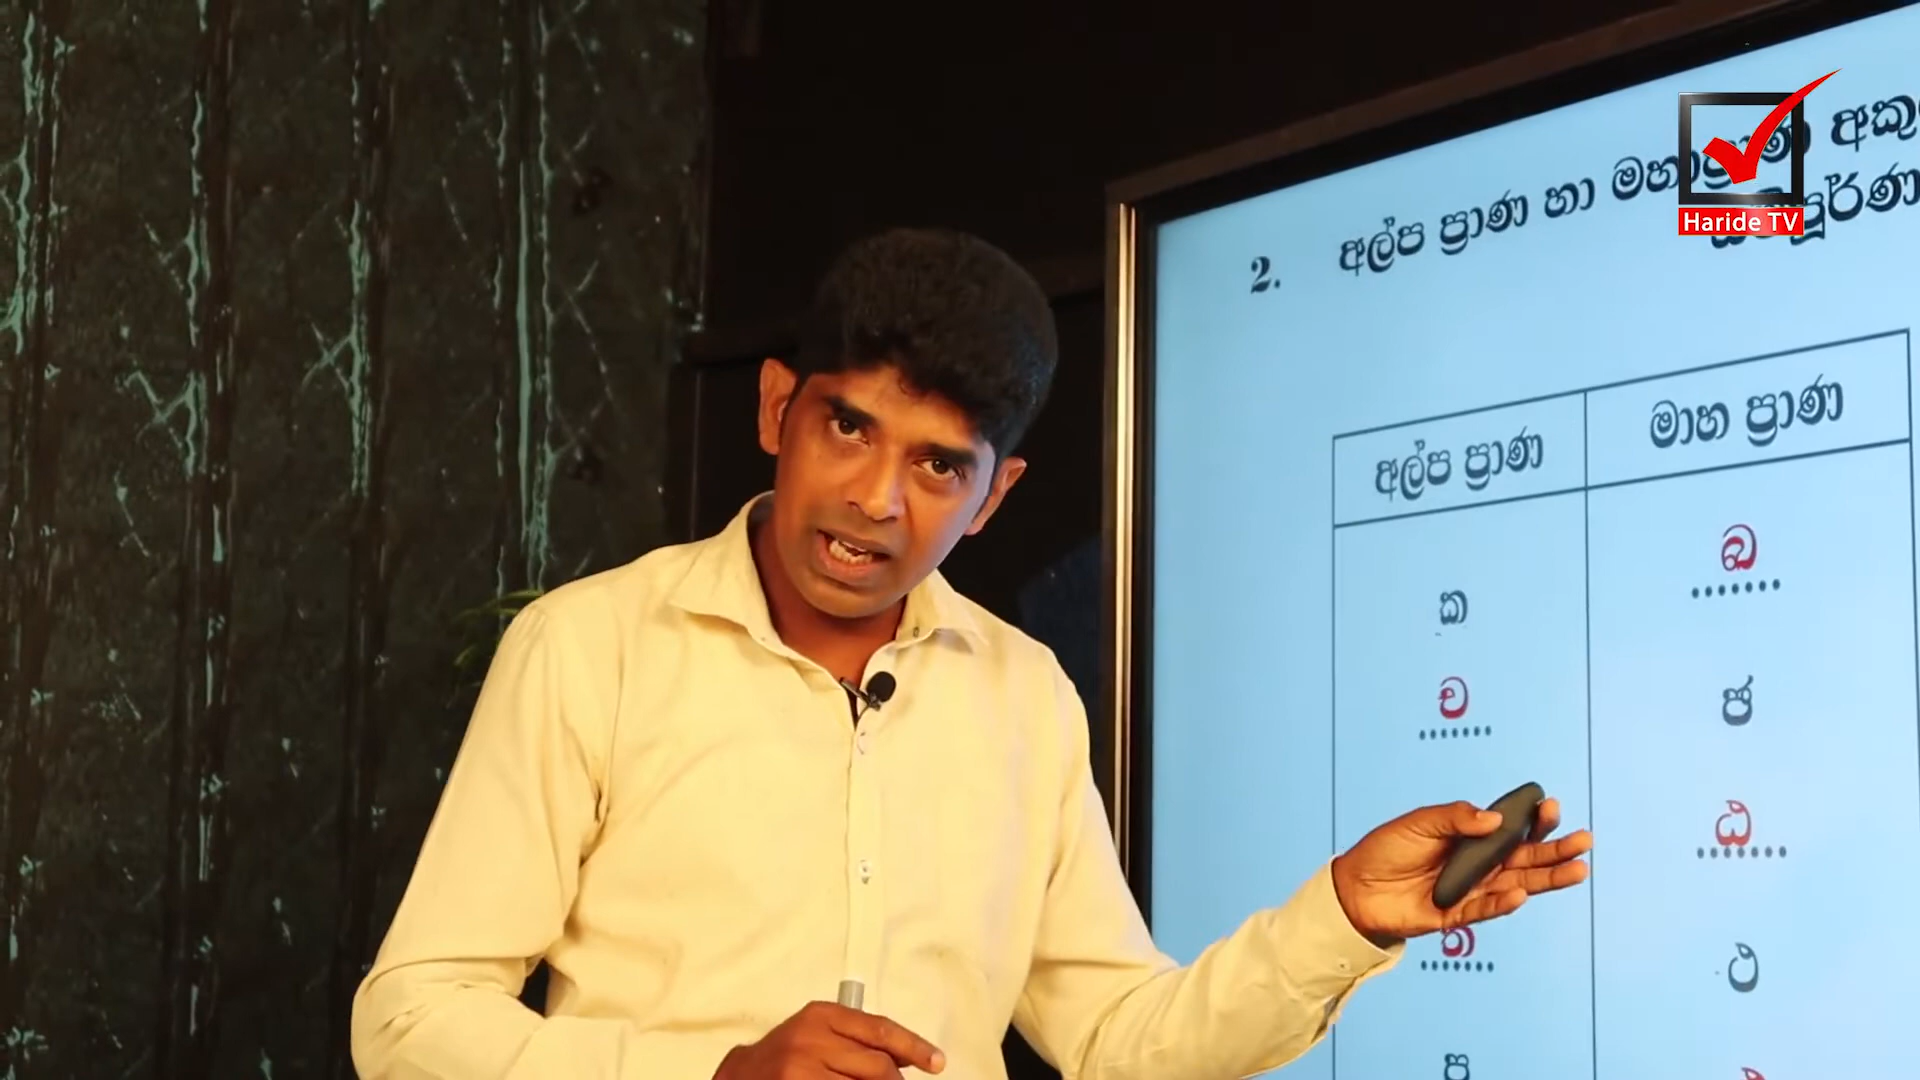 Haride TV
2. අල්ප ප්‍රාණ හා මහාප්‍රාණ
අල්ප ප්‍රාණ මාහ ප්‍රාණ
ක ඛ
ච ඡ
ඨ
ත ථ
ප